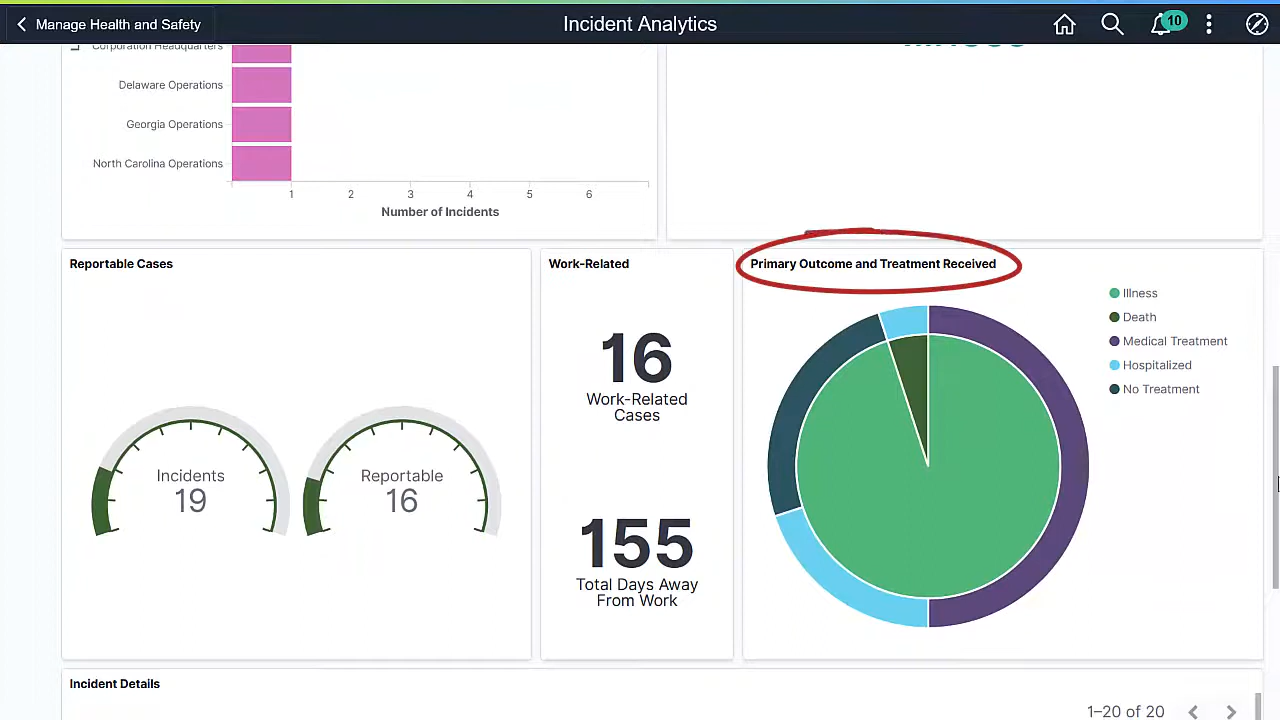 Manage Health and Safety
Incident Analytics
10
Corporation Headquarters
Delaware Operations
Georgia Operations
North Carolina Operations
1 2 3 4 5 6
Number of Incidents
Reportable Cases
Incidents
19
Reportable
16
Work-Related
16
Work-Related
Cases
155
Total Days Away
From Work
Primary Outcome and Treatment Received
Illness
Death
Medical Treatment
Hospitalized
No Treatment
Incident Details
1–20 of 20